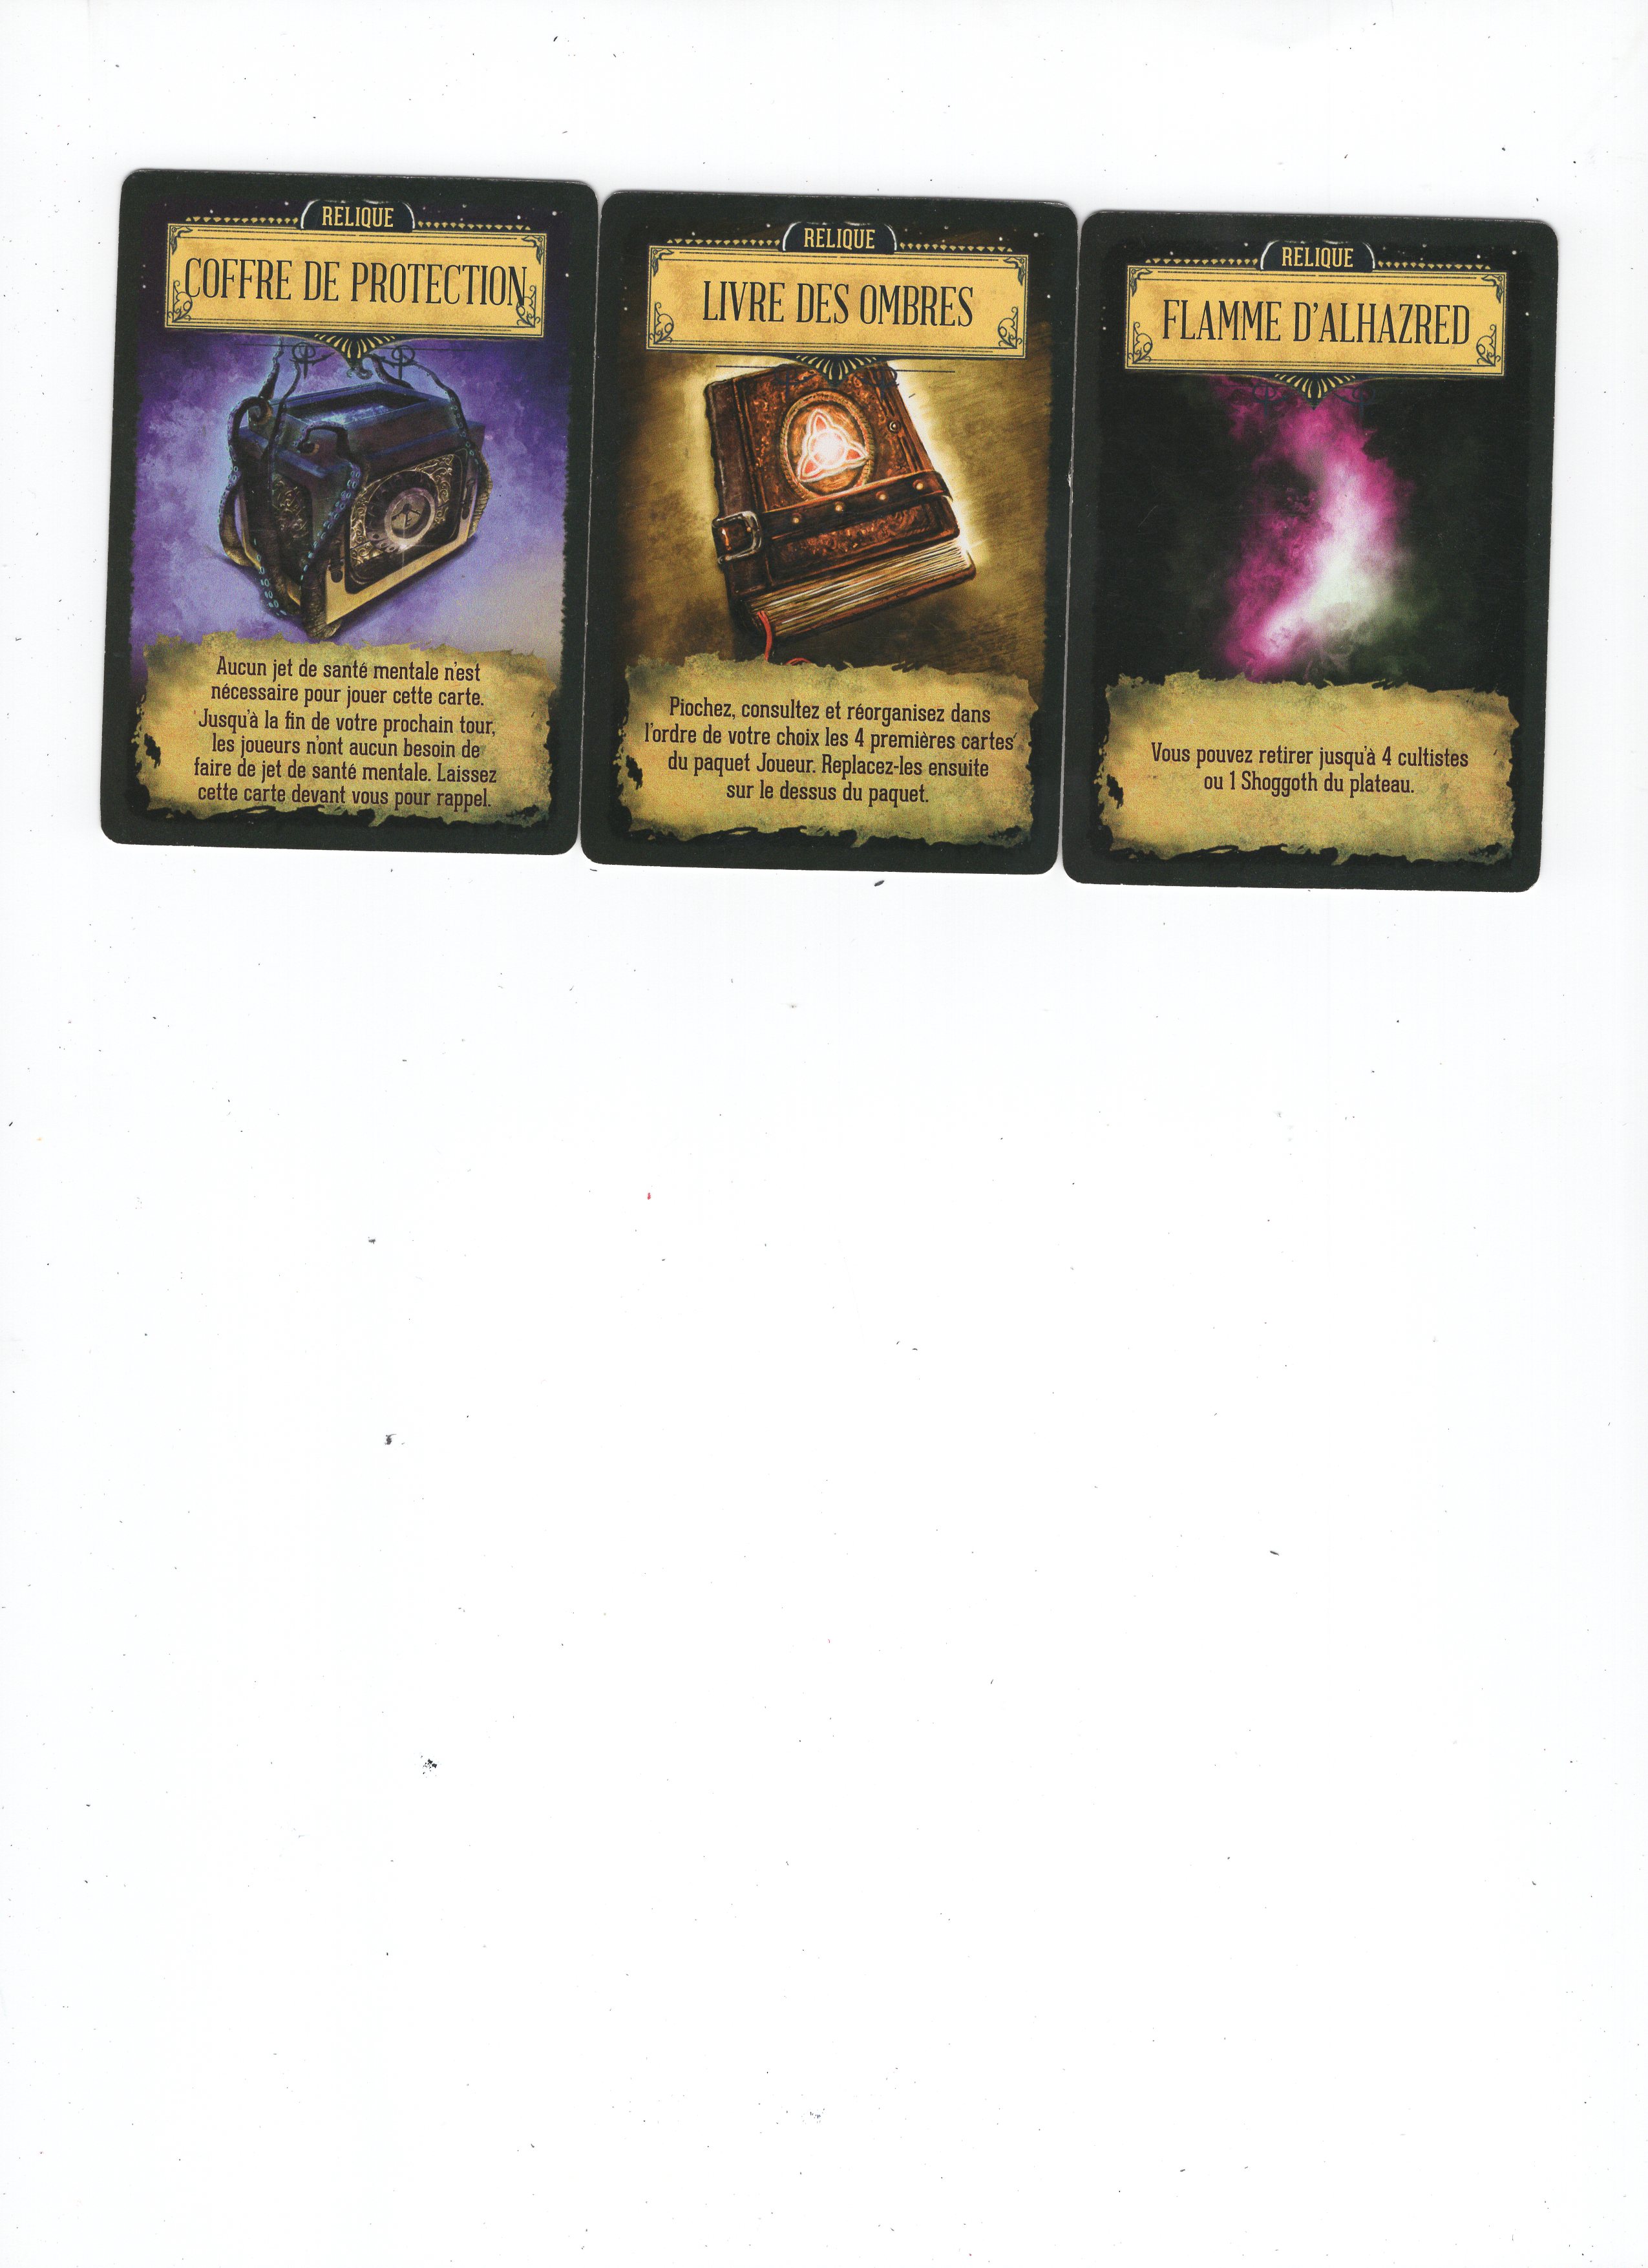 RELIQUE
COFFRE DE PROTECTION
Aucun jet de santé mentale n'est
nécessaire pour jouer cette carte.
Jusqu'à la fin de votre prochain tour,
les joueurs n'ont aucun besoin de
faire de jet de santé mentale. Laissez
cette carte devant vous pour rappel.
RELIQUE
LIVRE DES OMBRES
Piochez, consultez et réorganisez dans
l'ordre de votre choix les 4 premières cartes
du paquet Joueur. Replacez-les ensuite
sur le dessus du paquet.
RELIQUE
FLAMME D'ALHAZRED
Vous pouvez retirer jusqu'à 4 cultistes
ou 1 Shoggoth du plateau.